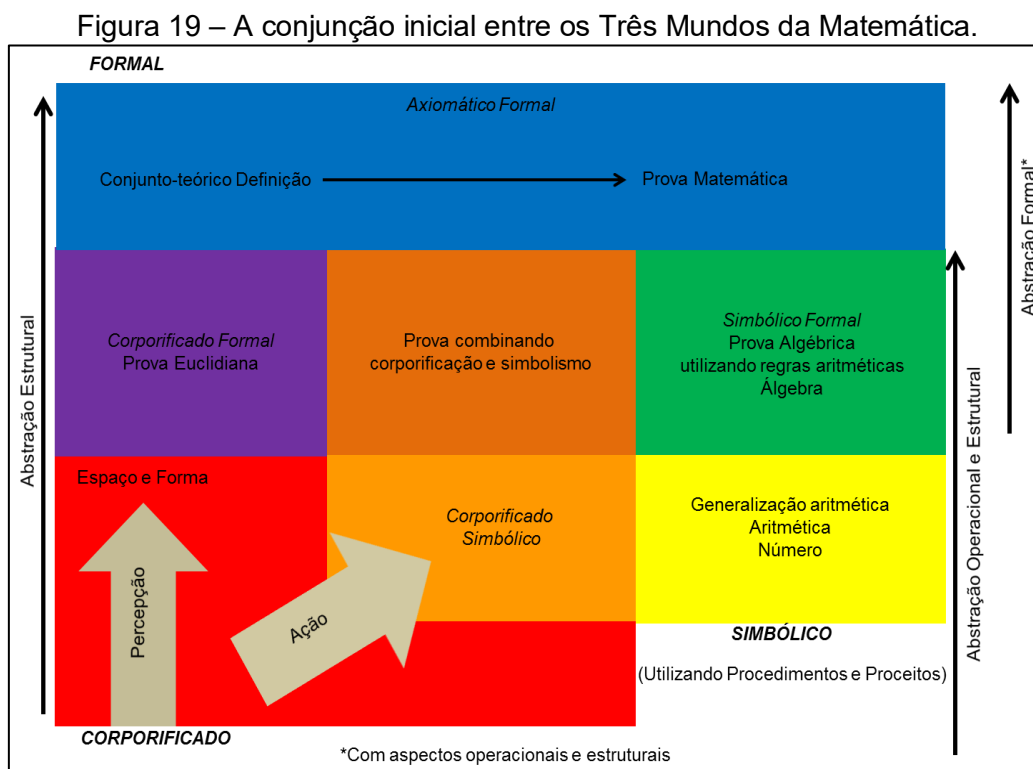 Figura 19 – A conjunção inicial entre os Três Mundos da Matemática.
FORMAL
Axiomático Formal
Conjunto-teórico Definição
Prova Matemática
Abstração Estrutural
Abstração Formal*
Corporificado Formal
Prova Euclidiana
Prova combinando
corporificação e simbolismo
Simbólico Formal
Prova Algébrica
utilizando regras aritméticas
Álgebra
Espaço e Forma
Corporificado
Simbólico
Generalização aritmética
Aritmética
Número
Percepção
Ação
Abstração Operacional e Estrutural
SIMBÓLICO
(Utilizando Procedimentos e Proceitos)
CORPORIFICADO
*Com aspectos operacionais e estruturais